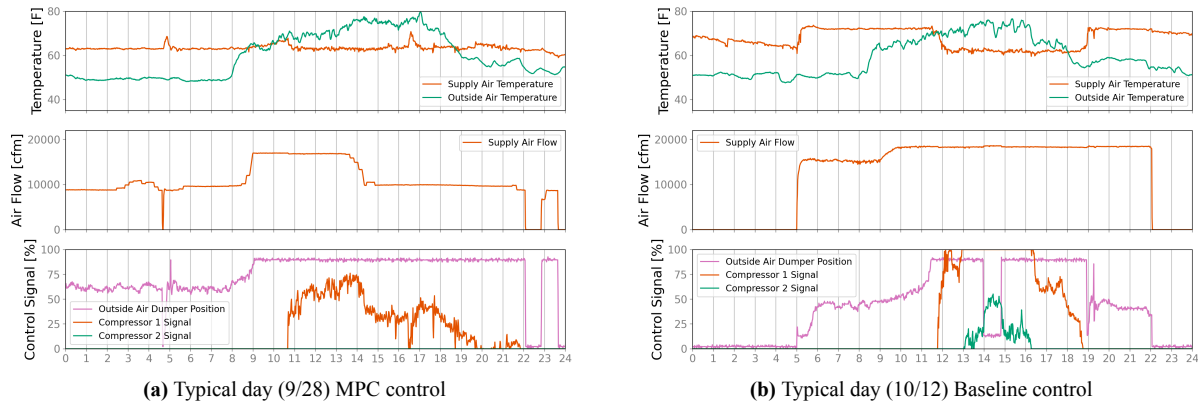 Temperature [F]
80
60
40
Supply Air Temperature
Outside Air Temperature
Air Flow [cfm]
20000
10000
0
Supply Air Flow
Control Signal [%]
100
75
50
25
0
Outside Air Dumper Position
Compressor 1 Signal
Compressor 2 Signal
0 1 2 3 4 5 6 7 8 9 10 11 12 13 14 15 16 17 18 19 20 21 22 23 24
(a) Typical day (9/28) MPC control
Temperature [F]
80
60
40
Supply Air Temperature
Outside Air Temperature
Air Flow [cfm]
20000
10000
0
Supply Air Flow
Control Signal [%]
100
75
50
25
0
Outside Air Dumper Position
Compressor 1 Signal
Compressor 2 Signal
0 1 2 3 4 5 6 7 8 9 10 11 12 13 14 15 16 17 18 19 20 21 22 23 24
(b) Typical day (10/12) Baseline control